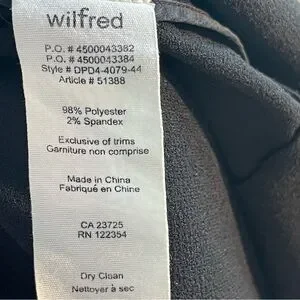 wilfred
P.O. # 4500043382
P.O. # 4500043384
Style # DPD4-4079-44
Article # 51388
98% Polyester
2% Spandex
Exclusive of trims
Garniture non comprise
Made in China
Fabriqué en Chine
CA 23725
RN 122354
Dry Clean
Nettoyer à sec